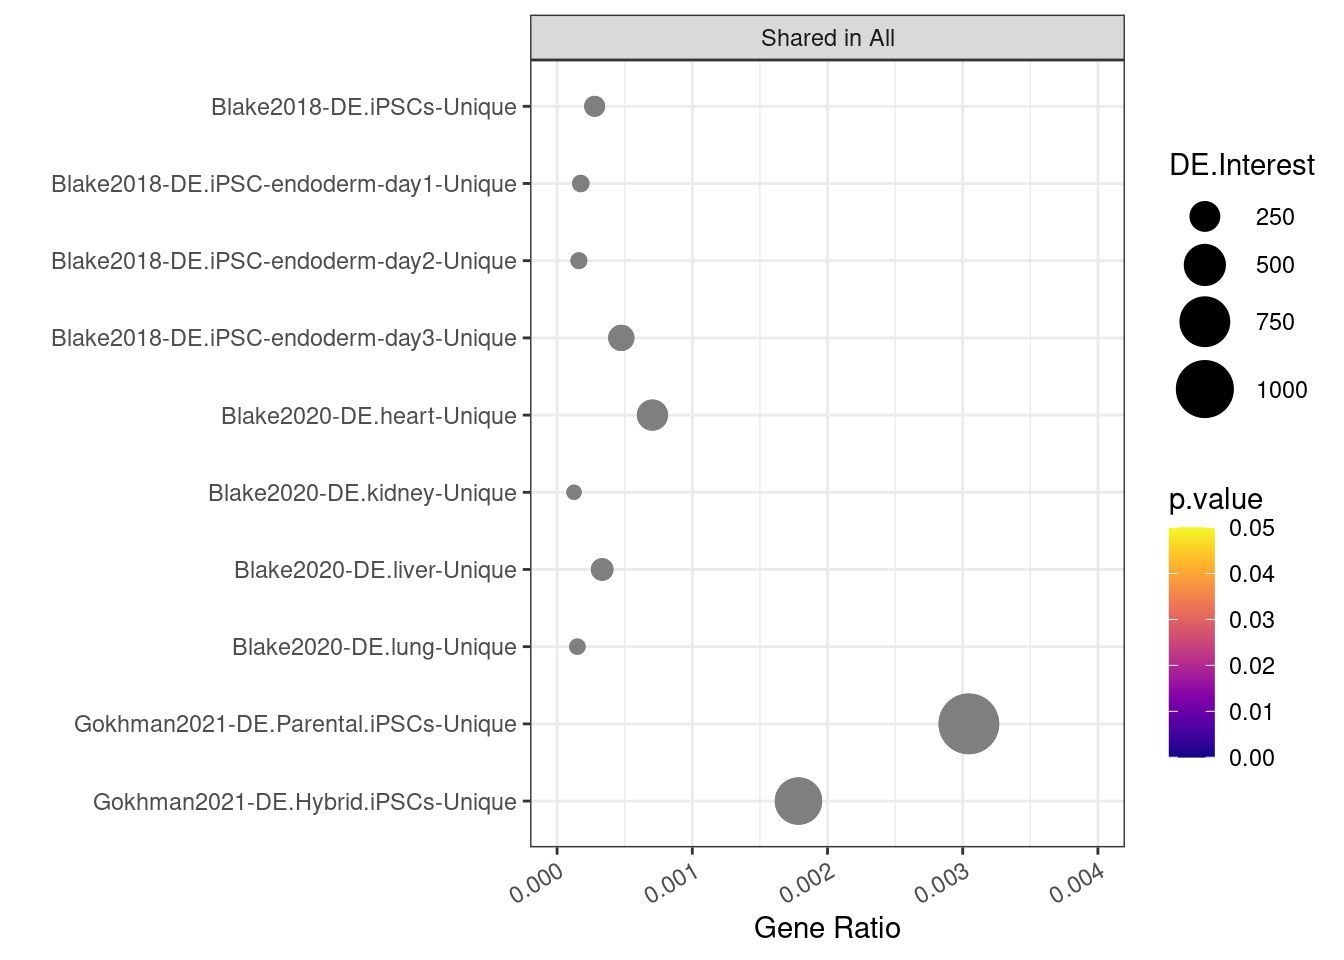 Shared in All
Blake2018-DE.iPSCs-Unique
Blake2018-DE.iPSC-endoderm-day1-Unique
Blake2018-DE.iPSC-endoderm-day2-Unique
Blake2018-DE.iPSC-endoderm-day3-Unique
Blake2020-DE.heart-Unique
Blake2020-DE.kidney-Unique
Blake2020-DE.liver-Unique
Blake2020-DE.lung-Unique
Gokhman2021-DE.Parental.iPSCs-Unique
Gokhman2021-DE.Hybrid.iPSCs-Unique
0.000 0.001 0.002 0.003 0.004
Gene Ratio
DE.Interest
250
500
750
1000
p.value
0.05
0.04
0.03
0.02
0.01
0.00